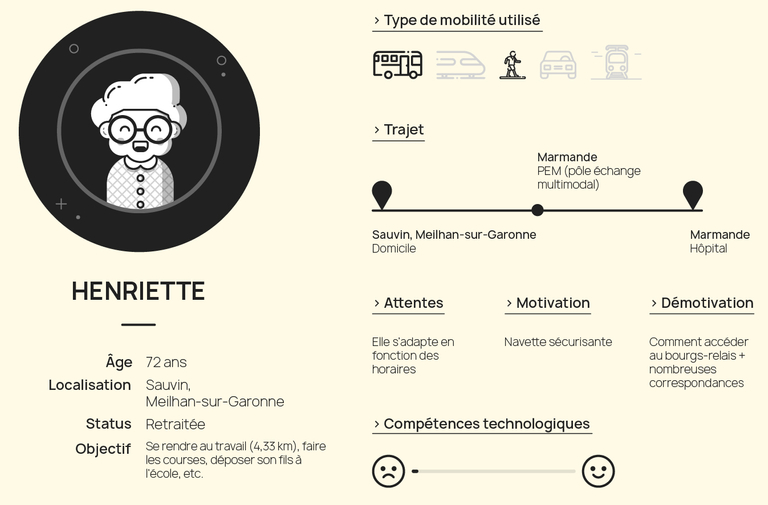 HENRIETTE
Âge 72 ans
Localisation Sauvin,
Meilhan-sur-Garonne
Status Retraitée
Objectif Se rendre au travail (4,33 km), faire
les courses, déposer son fils à
l'école, etc.
> Type de mobilité utilisé
> Trajet
Marmande
PEM (pôle échange
multimodal)
Sauvin, Meilhan-sur-Garonne
Domicile
Marmande
Hôpital
> Attentes
Elle s'adapte en
fonction des
horaires
> Motivation
Navette sécurisante
> Démotivation
Comment accéder
au bourgs-relais +
nombreuses
correspondances
> Compétences technologiques